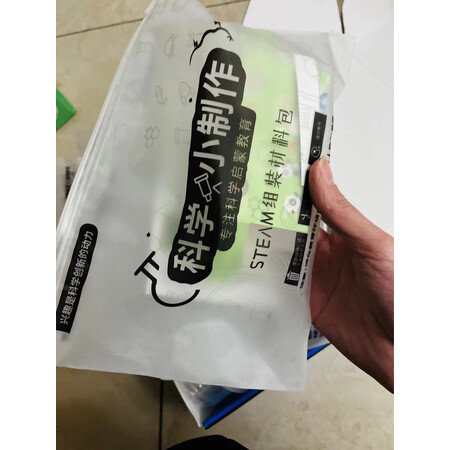 科学小制作
专注科学启蒙教育
STEAM组装材料包
兴趣是科学创新的动力